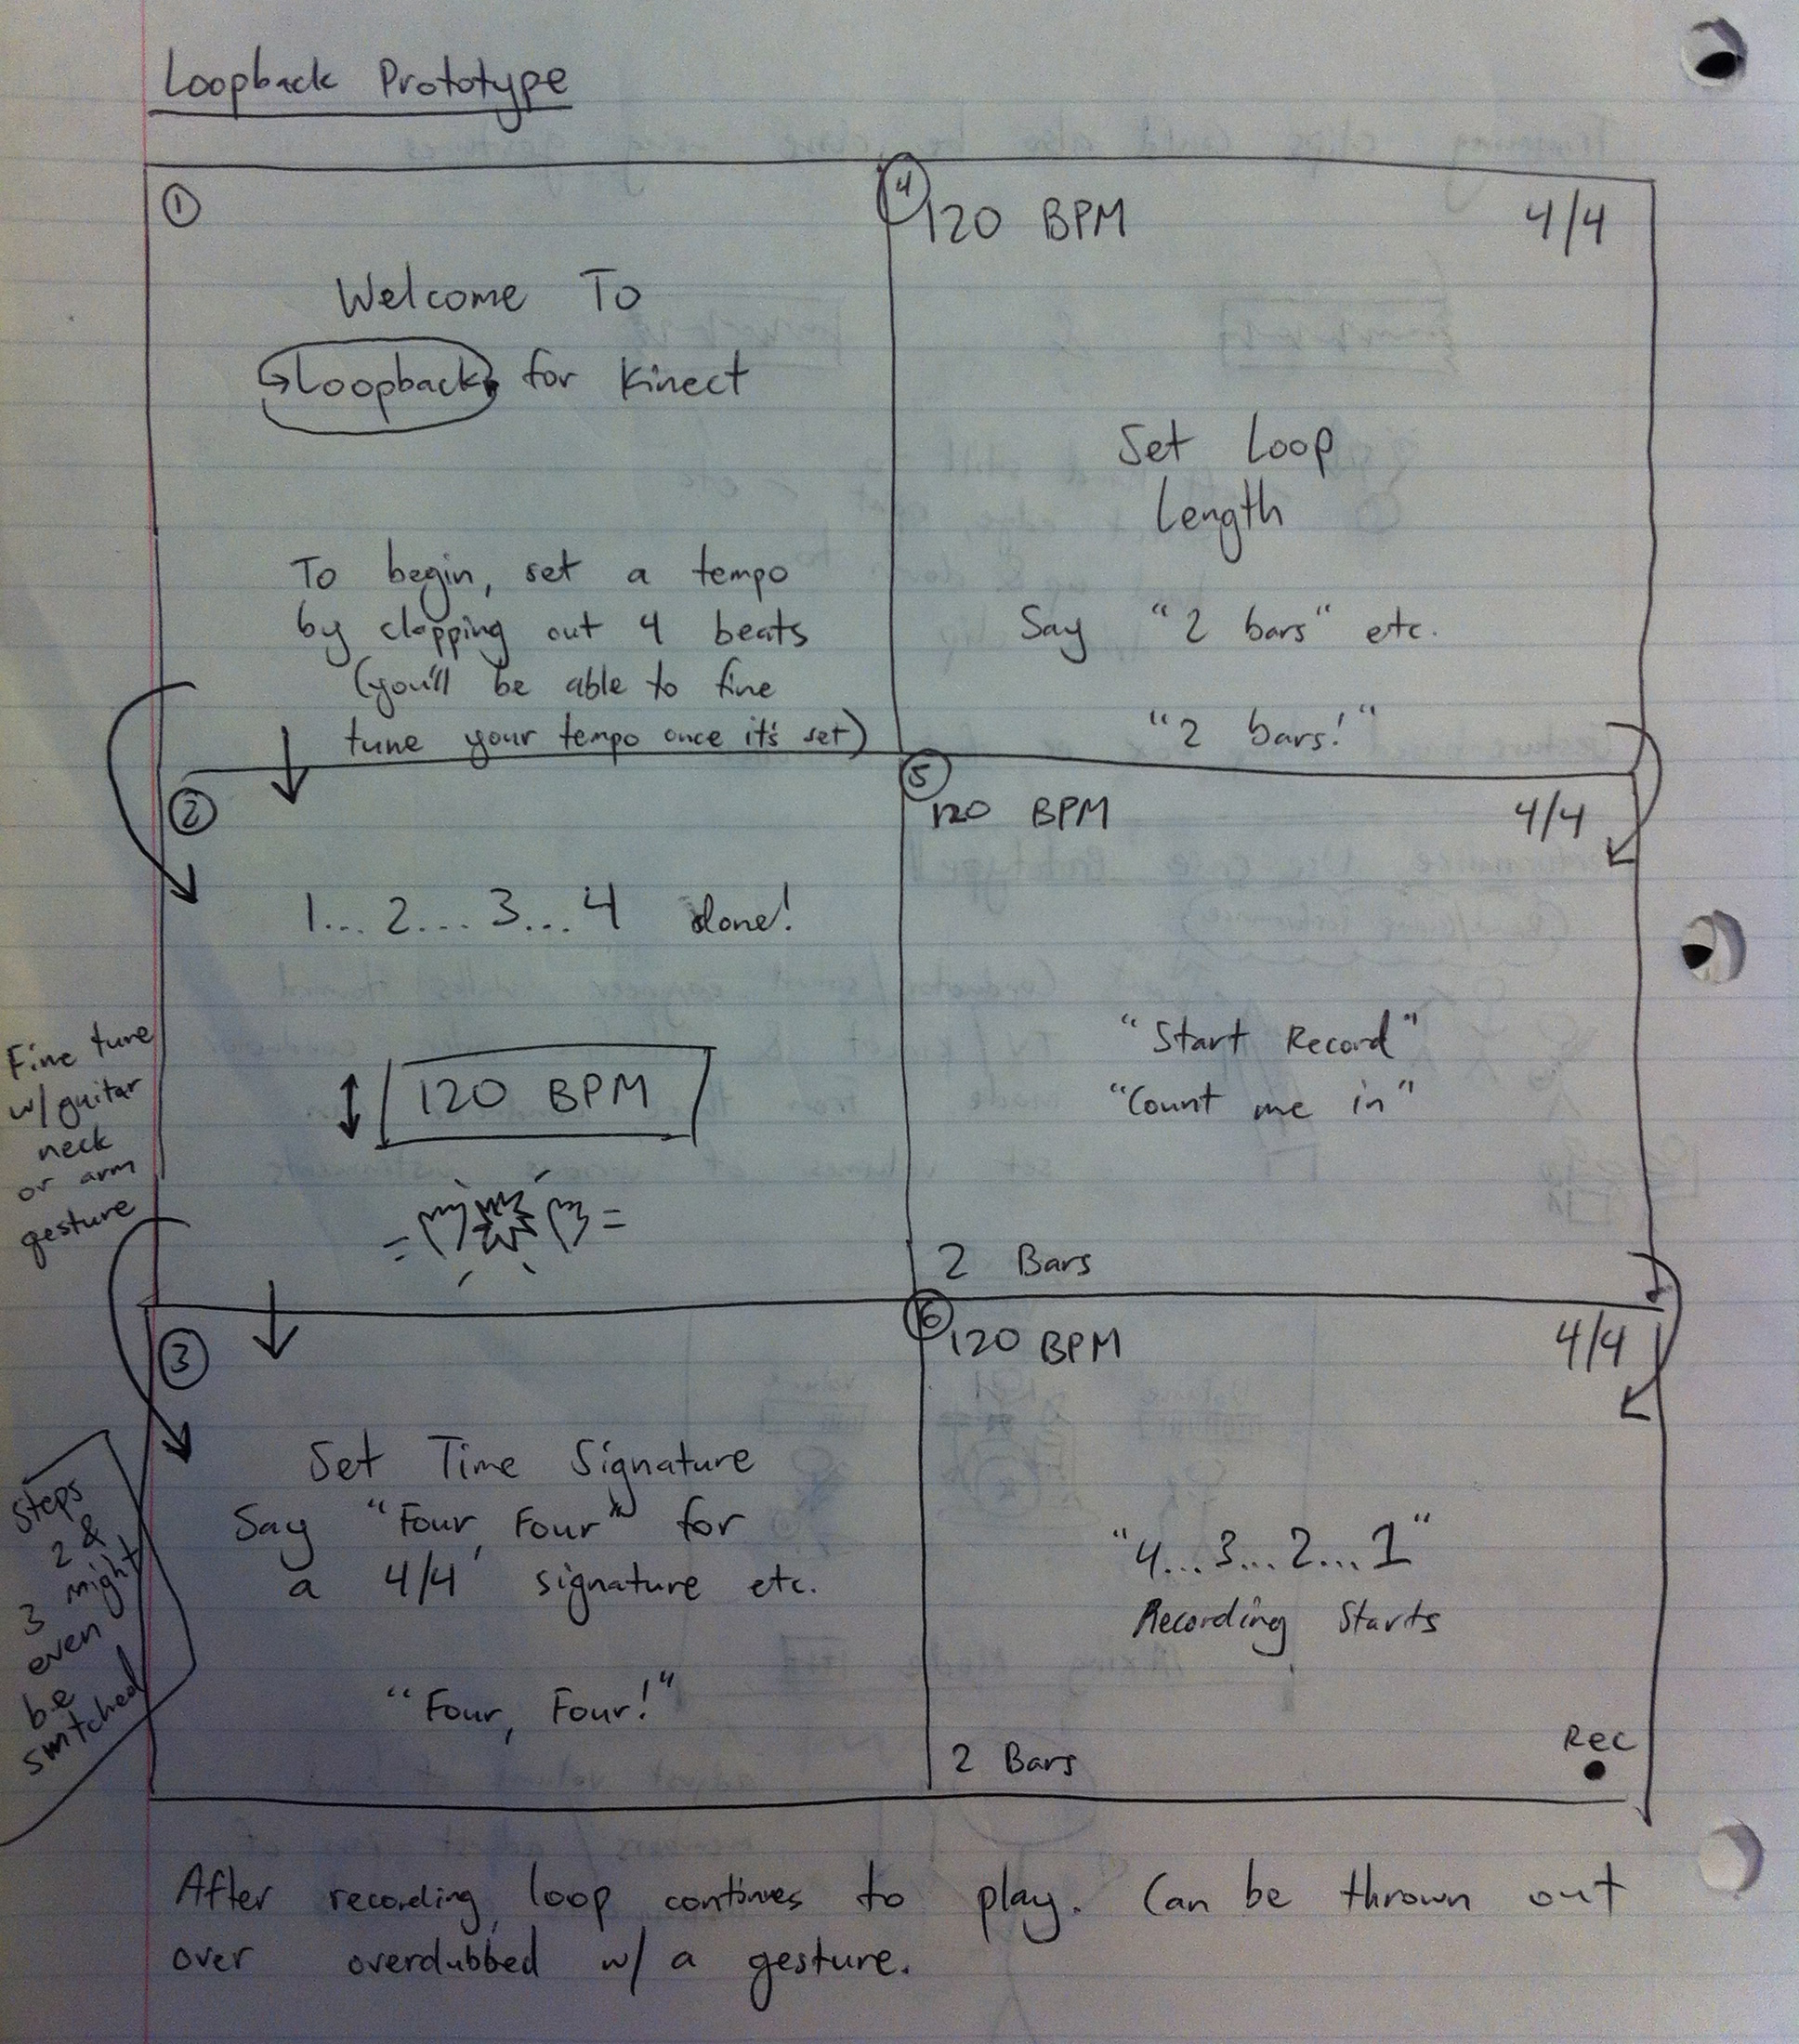 Loopback Prototype
1
Welcome To
Loopback for Kinect
To begin, set a tempo
by clapping out 4 beats
(you'll be able to fine
tune your tempo once it's set)
2
1... 2... 3... 4 done!
120 BPM
Fine tune
w/ guitar
neck
or arm
gesture
3
Set Time Signature
Say "Four, Four" for
a 4/4 signature etc.
"Four, Four!"
Steps
2 &
3 might
even
be
switched
4
120 BPM 4/4
Set Loop
Length
Say "2 bars" etc.
"2 bars!"
5
120 BPM 4/4
"Start Record"
"Count me in"
2 Bars
6
120 BPM 4/4
"4... 3... 2... 1"
Recording Starts
Rec
2 Bars
After recording, loop continues to play. Can be thrown out
over overdubbed w/ a gesture.